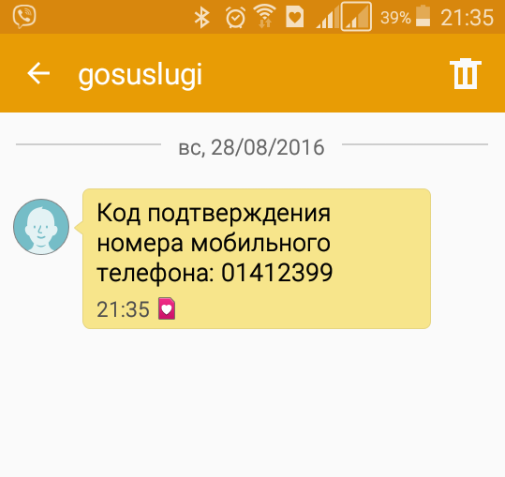 39% 21:35
gosuslugi
вс, 28/08/2016
Код подтверждения
номера мобильного
телефона: 01412399
21:35